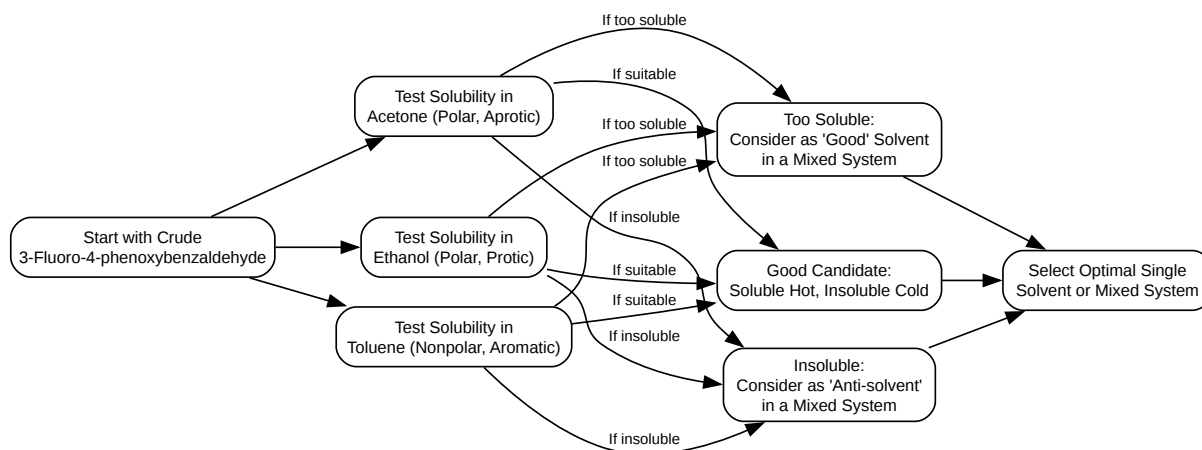 Start with Crude
3-Fluoro-4-phenoxybenzaldehyde
Test Solubility in
Acetone (Polar, Aprotic)
Test Solubility in
Ethanol (Polar, Protic)
Test Solubility in
Toluene (Nonpolar, Aromatic)
If too soluble
If suitable
If too soluble
If too soluble
If insoluble
If suitable
If suitable
If insoluble
If insoluble
Too Soluble:
Consider as 'Good' Solvent
in a Mixed System
Good Candidate:
Soluble Hot, Insoluble Cold
Insoluble:
Consider as 'Anti-solvent'
in a Mixed System
Select Optimal Single
Solvent or Mixed System